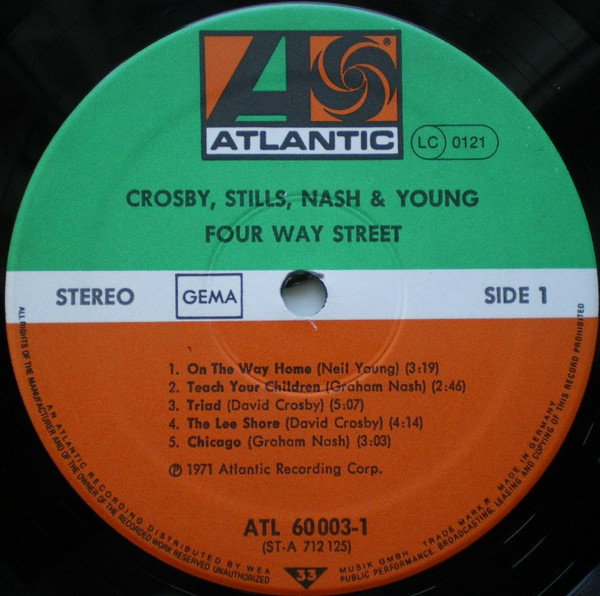 ATLANTIC
LC 0121
CROSBY, STILLS, NASH & YOUNG
FOUR WAY STREET
STEREO
GEMA
SIDE 1
1. On The Way Home (Neil Young) (3:19)
2. Teach Your Children (Graham Nash) (2:46)
3. Triad (David Crosby) (5:07)
4. The Lee Shore (David Crosby) (4:14)
5. Chicago (Graham Nash) (3:03)
℗ 1971 Atlantic Recording Corp.
ATL 60003-1
(ST-A 712125)
33
ALL RIGHTS OF THE MANUFACTURER AND OF THE OWNER OF THE RECORDED WORK RESERVED UNAUTHORIZED PUBLIC PERFORMANCE, BROADCASTING, LEASING AND COPYING OF THIS RECORD PROHIBITED
AN ATLANTIC RECORDING DISTRIBUTED BY WEA MUSIK GMBH. TRADE MARK ® MADE IN GERMANY